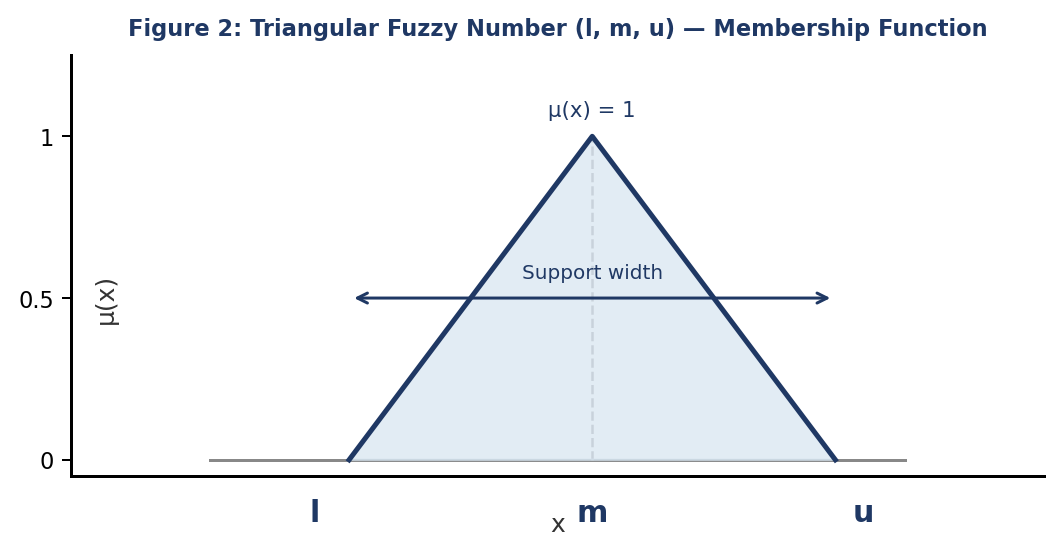 Figure 2: Triangular Fuzzy Number (l, m, u) — Membership Function
μ(x) = 1
1
Support width
0.5
μ(x)
0
l
m
u
x